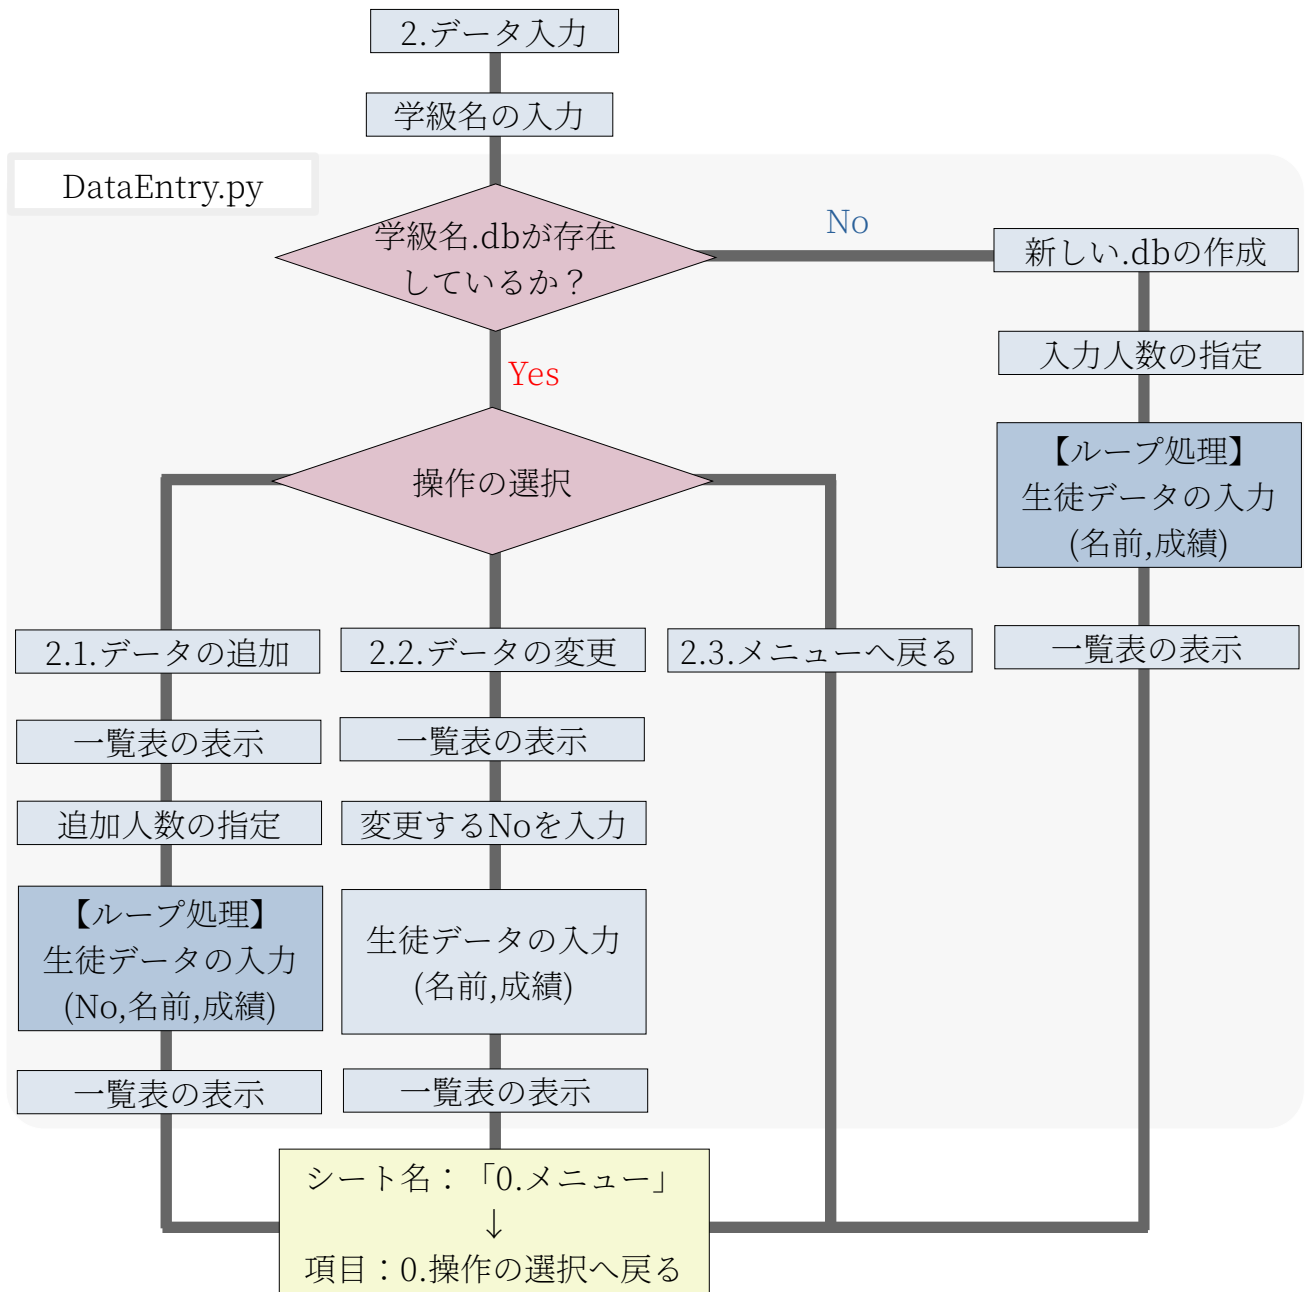 2.データ入力
学級名の入力
DataEntry.py
学級名.dbが存在
しているか？
No
新しい.dbの作成
入力人数の指定
【ループ処理】
生徒データの入力
(名前,成績)
一覧表の表示
Yes
操作の選択
2.1.データの追加
一覧表の表示
追加人数の指定
【ループ処理】
生徒データの入力
(No,名前,成績)
一覧表の表示
2.2.データの変更
一覧表の表示
変更するNoを入力
生徒データの入力
(名前,成績)
一覧表の表示
2.3.メニューへ戻る
シート名：「0.メニュー」
↓
項目：0.操作の選択へ戻る